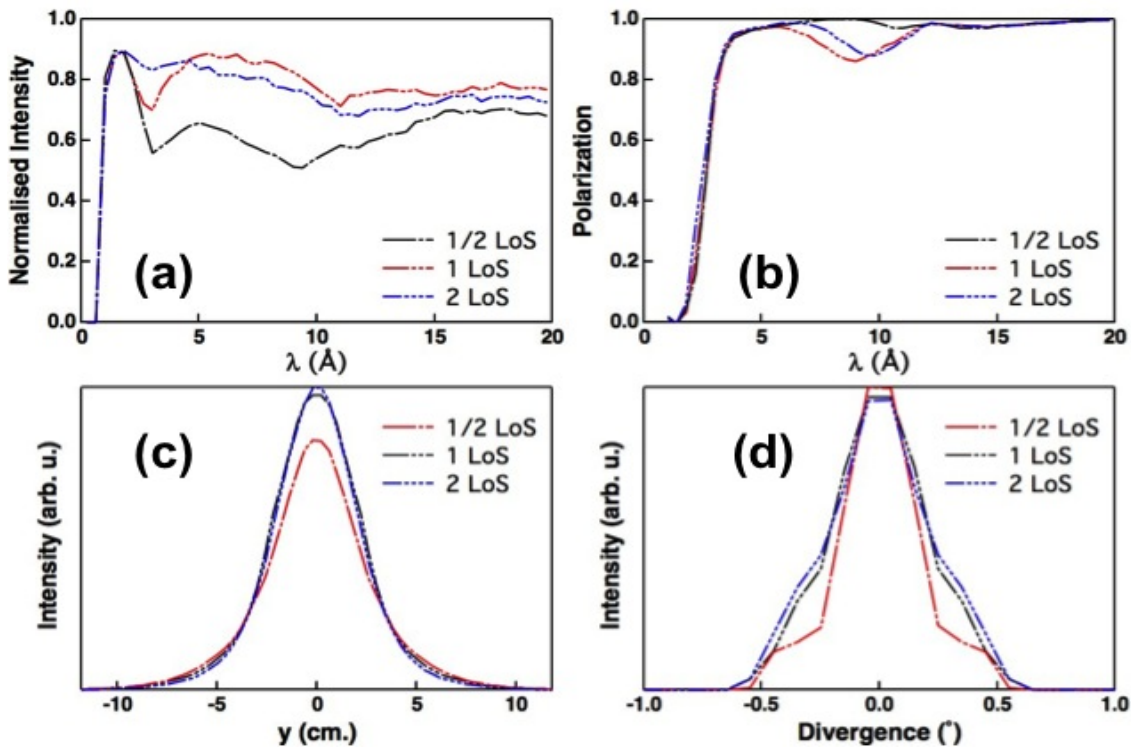 1.0
0.8
0.6
0.4
0.2
0.0
Normalised Intensity
(a)
1/2 LoS
1 LoS
2 LoS
0 5 10 15 20
λ (Å)
1.0
0.8
0.6
0.4
0.2
0.0
Polarization
(b)
1/2 LoS
1 LoS
2 LoS
0 5 10 15 20
λ (Å)
Intensity (arb. u.)
(c)
1/2 LoS
1 LoS
2 LoS
-10 -5 0 5 10
y (cm.)
Intensity (arb. u.)
(d)
1/2 LoS
1 LoS
2 LoS
-1.0 -0.5 0.0 0.5 1.0
Divergence (˚)